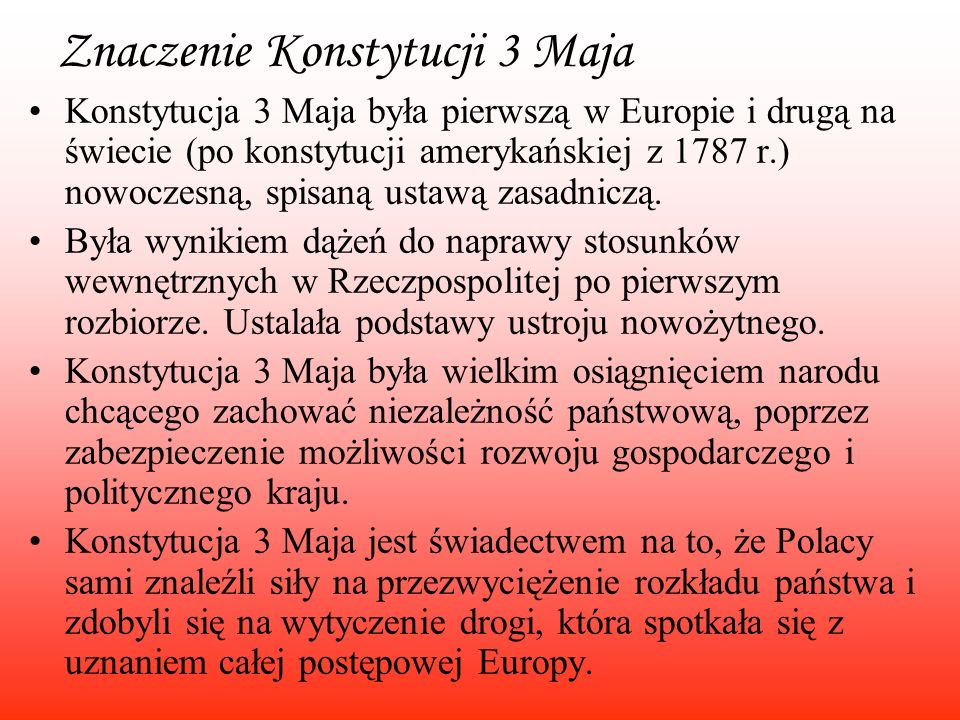 Znaczenie Konstytucji 3 Maja
• Konstytucja 3 Maja była pierwszą w Europie i drugą na
świecie (po konstytucji amerykańskiej z 1787 r.)
nowoczesną, spisaną ustawą zasadniczą.
• Była wynikiem dążeń do naprawy stosunków
wewnętrznych w Rzeczpospolitej po pierwszym
rozbiorze. Ustalała podstawy ustroju nowożytnego.
• Konstytucja 3 Maja była wielkim osiągnięciem narodu
chcącego zachować niezależność państwową, poprzez
zabezpieczenie możliwości rozwoju gospodarczego i
politycznego kraju.
• Konstytucja 3 Maja jest świadectwem na to, że Polacy
sami znaleźli siły na przezwyciężenie rozkładu państwa i
zdobyli się na wytyczenie drogi, która spotkała się z
uznaniem całej postępowej Europy.